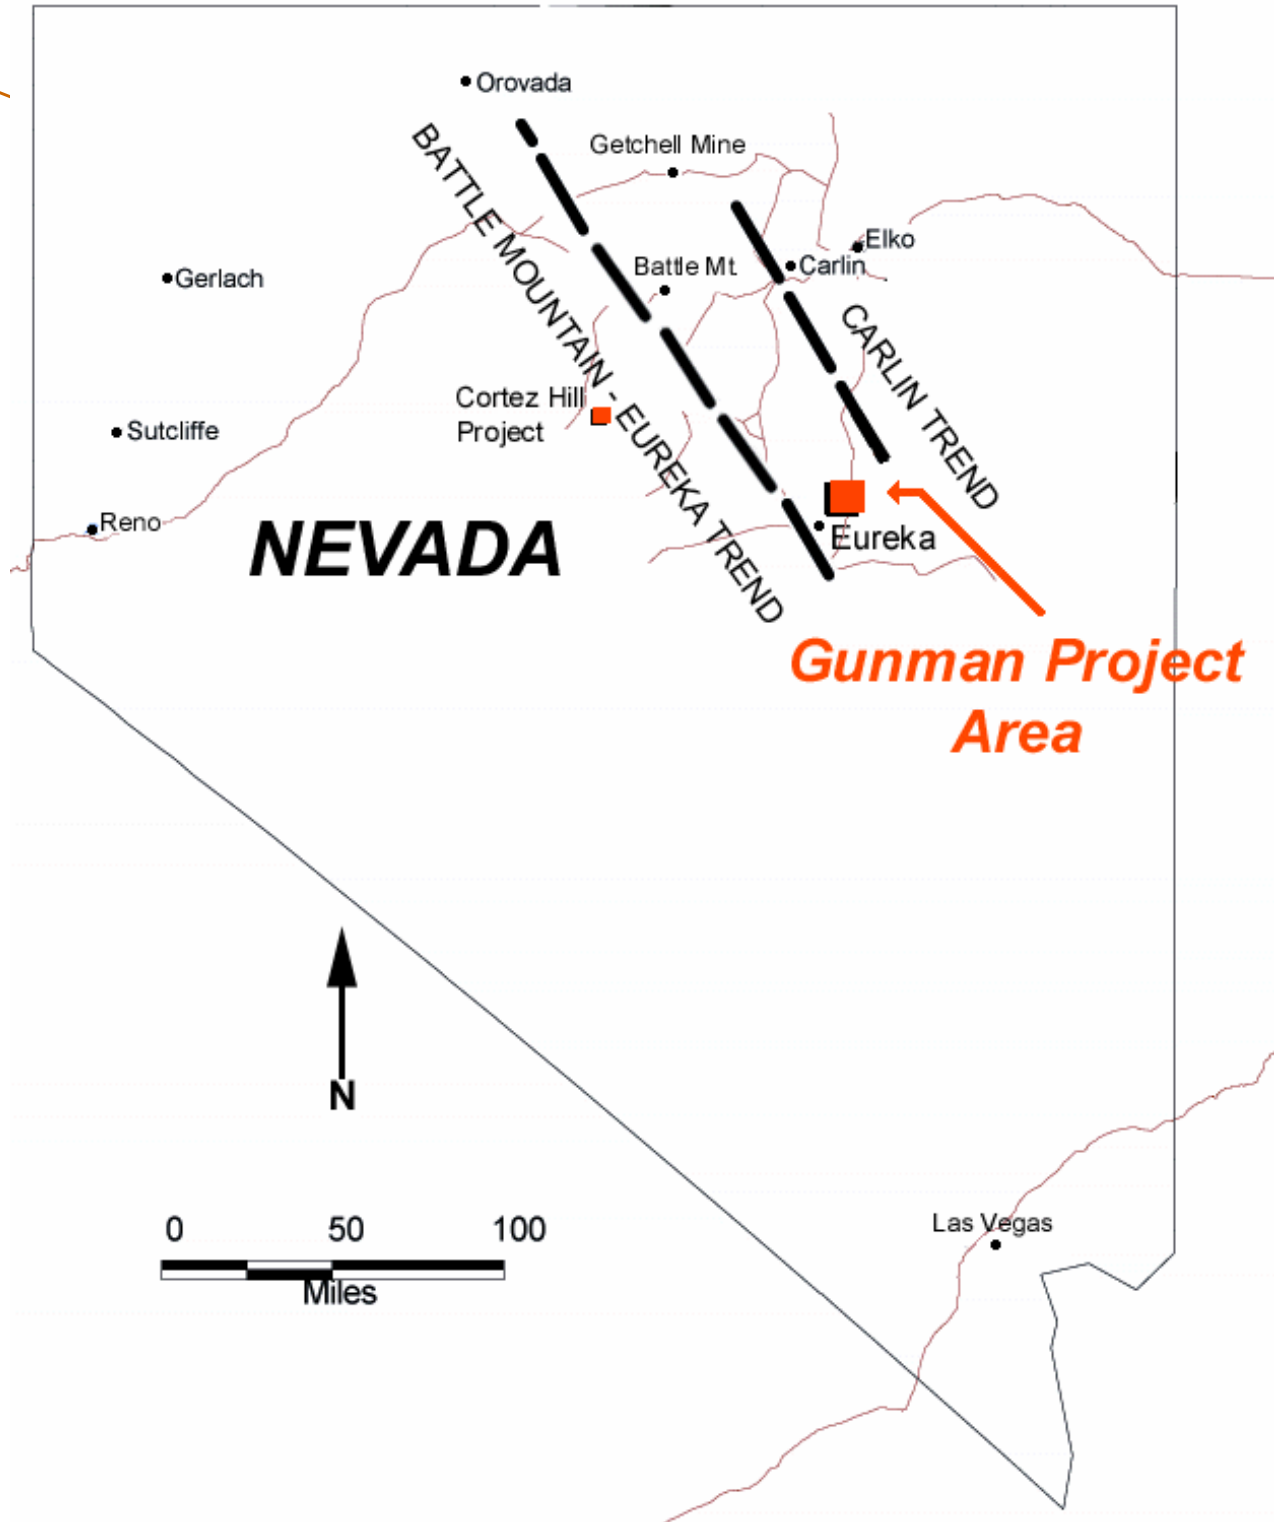 Orovada
Getchell Mine
BATTLE MOUNTAIN - EUREKA TREND
Elko
Carlin
Battle Mt.
Gerlach
CARLIN TREND
Cortez Hill
Project
Sutcliffe
Reno
NEVADA
Eureka
Gunman Project
Area
N
Las Vegas
0 50 100
Miles